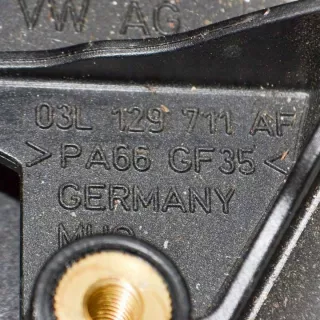 VW AG
03L 129 711 AF
>PA66 GF35<
GERMANY